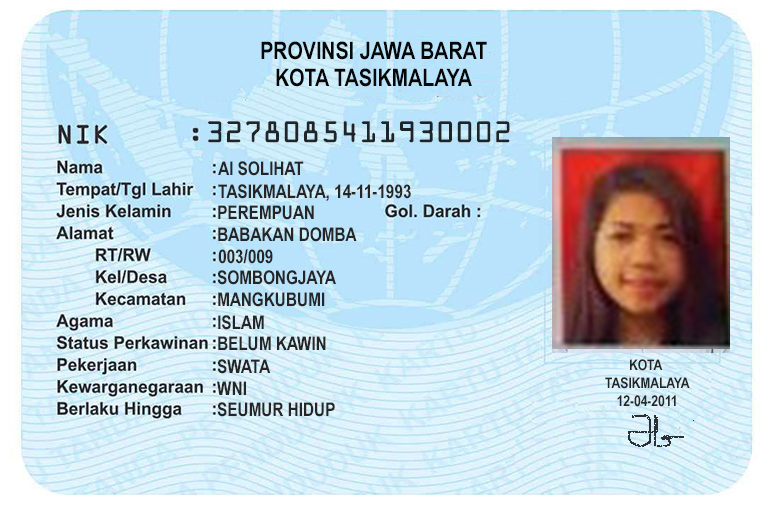 PROVINSI JAWA BARAT
KOTA TASIKMALAYA
NIK : 3278085411930002
Nama : AI SOLIHAT
Tempat/Tgl Lahir : TASIKMALAYA, 14-11-1993
Jenis Kelamin : PEREMPUAN Gol. Darah :
Alamat : BABAKAN DOMBA
RT/RW : 003/009
Kel/Desa : SOMBONGJAYA
Kecamatan : MANGKUBUMI
Agama : ISLAM
Status Perkawinan : BELUM KAWIN
Pekerjaan : SWATA
Kewarganegaraan : WNI
Berlaku Hingga : SEUMUR HIDUP
KOTA
TASIKMALAYA
12-04-2011